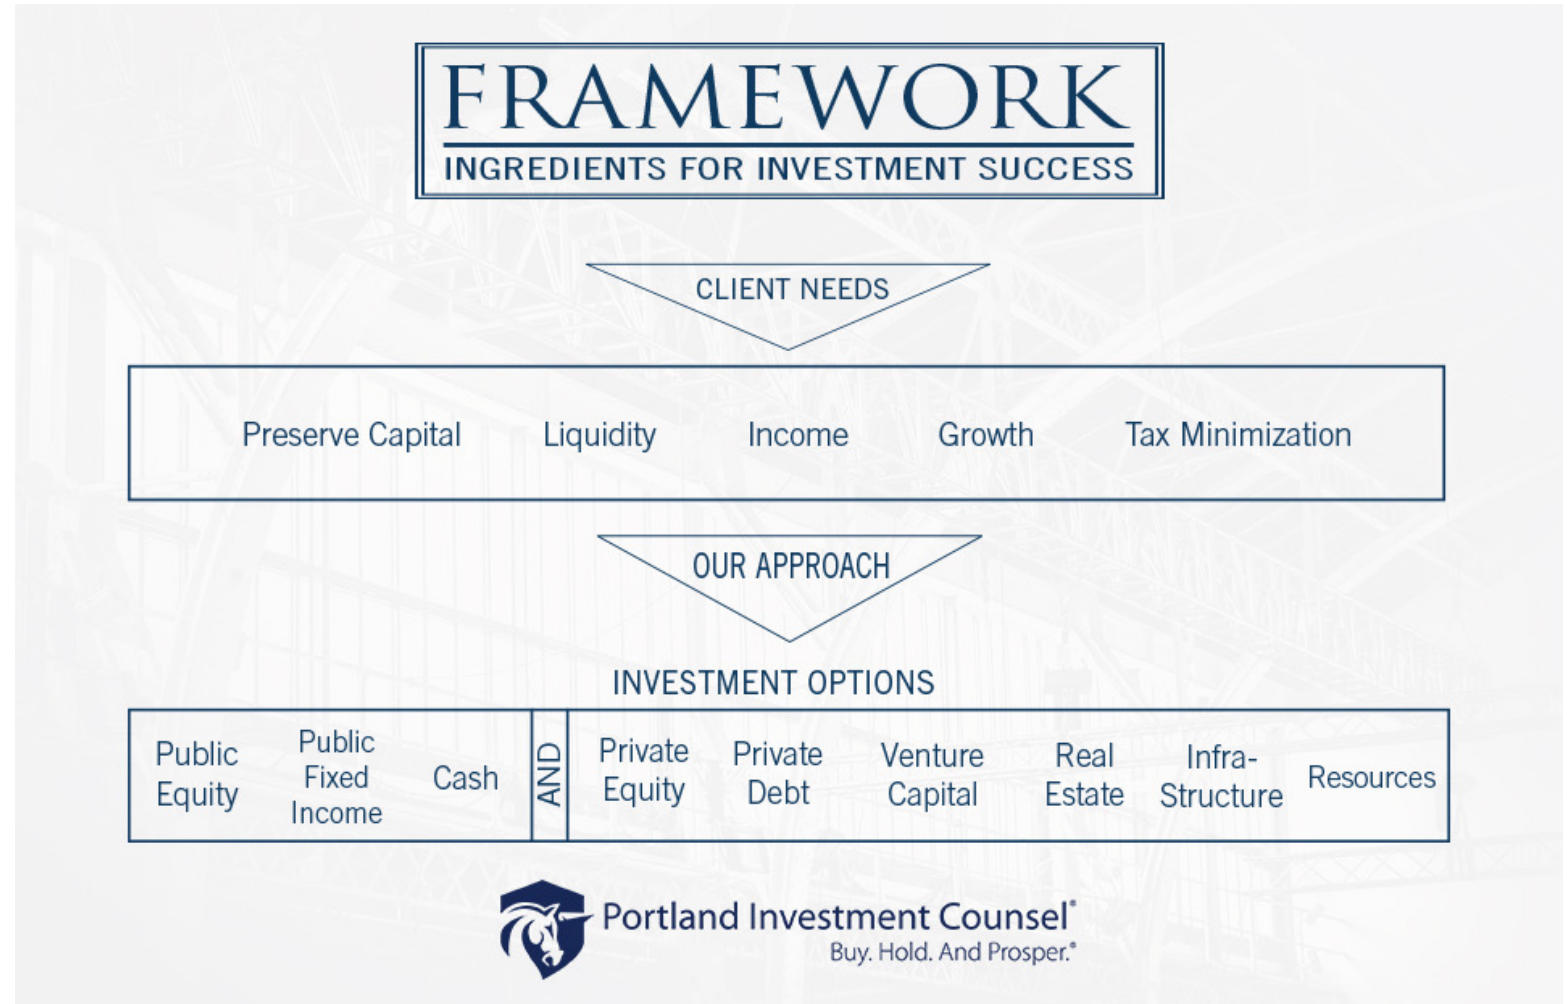 FRAMEWORK
INGREDIENTS FOR INVESTMENT SUCCESS
CLIENT NEEDS
Preserve Capital Liquidity Income Growth Tax Minimization
OUR APPROACH
INVESTMENT OPTIONS
Public
Equity
Public
Fixed
Income
Cash
AND
Private
Equity
Private
Debt
Venture
Capital
Real
Estate
Infra-
Structure
Resources
Portland Investment Counsel®
Buy. Hold. And Prosper.®